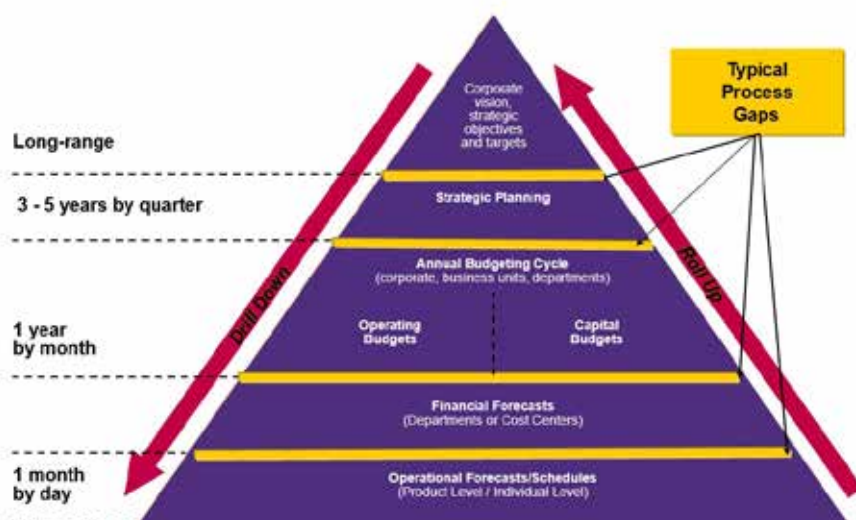 Typical
Process
Gaps
Corporate
vision,
strategic
objectives
and targets
Long-range
Strategic Planning
3 - 5 years by quarter
Annual Budgeting Cycle
(corporate, business units, departments)
Drill Down
Roll Up
Operating
Budgets
Capital
Budgets
1 year
by month
Financial Forecasts
(Departments or Cost Centers)
1 month
by day
Operational Forecasts/Schedules
(Product Level / Individual Level)